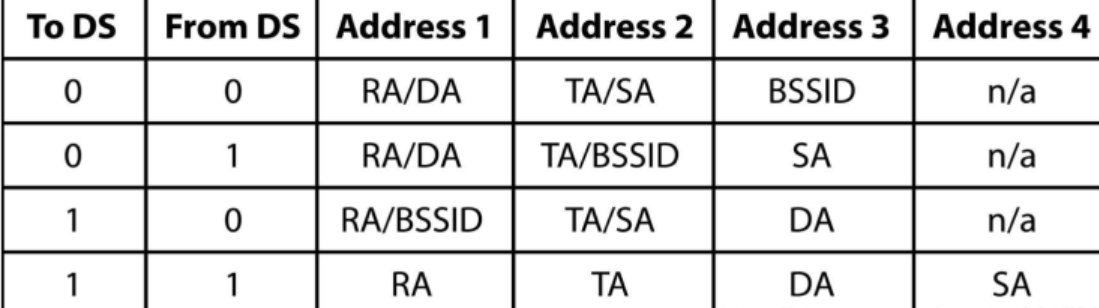 To DS From DS Address 1 Address 2 Address 3 Address 4
0 0 RA/DA TA/SA BSSID n/a
0 1 RA/DA TA/BSSID SA n/a
1 0 RA/BSSID TA/SA DA n/a
1 1 RA TA DA SA